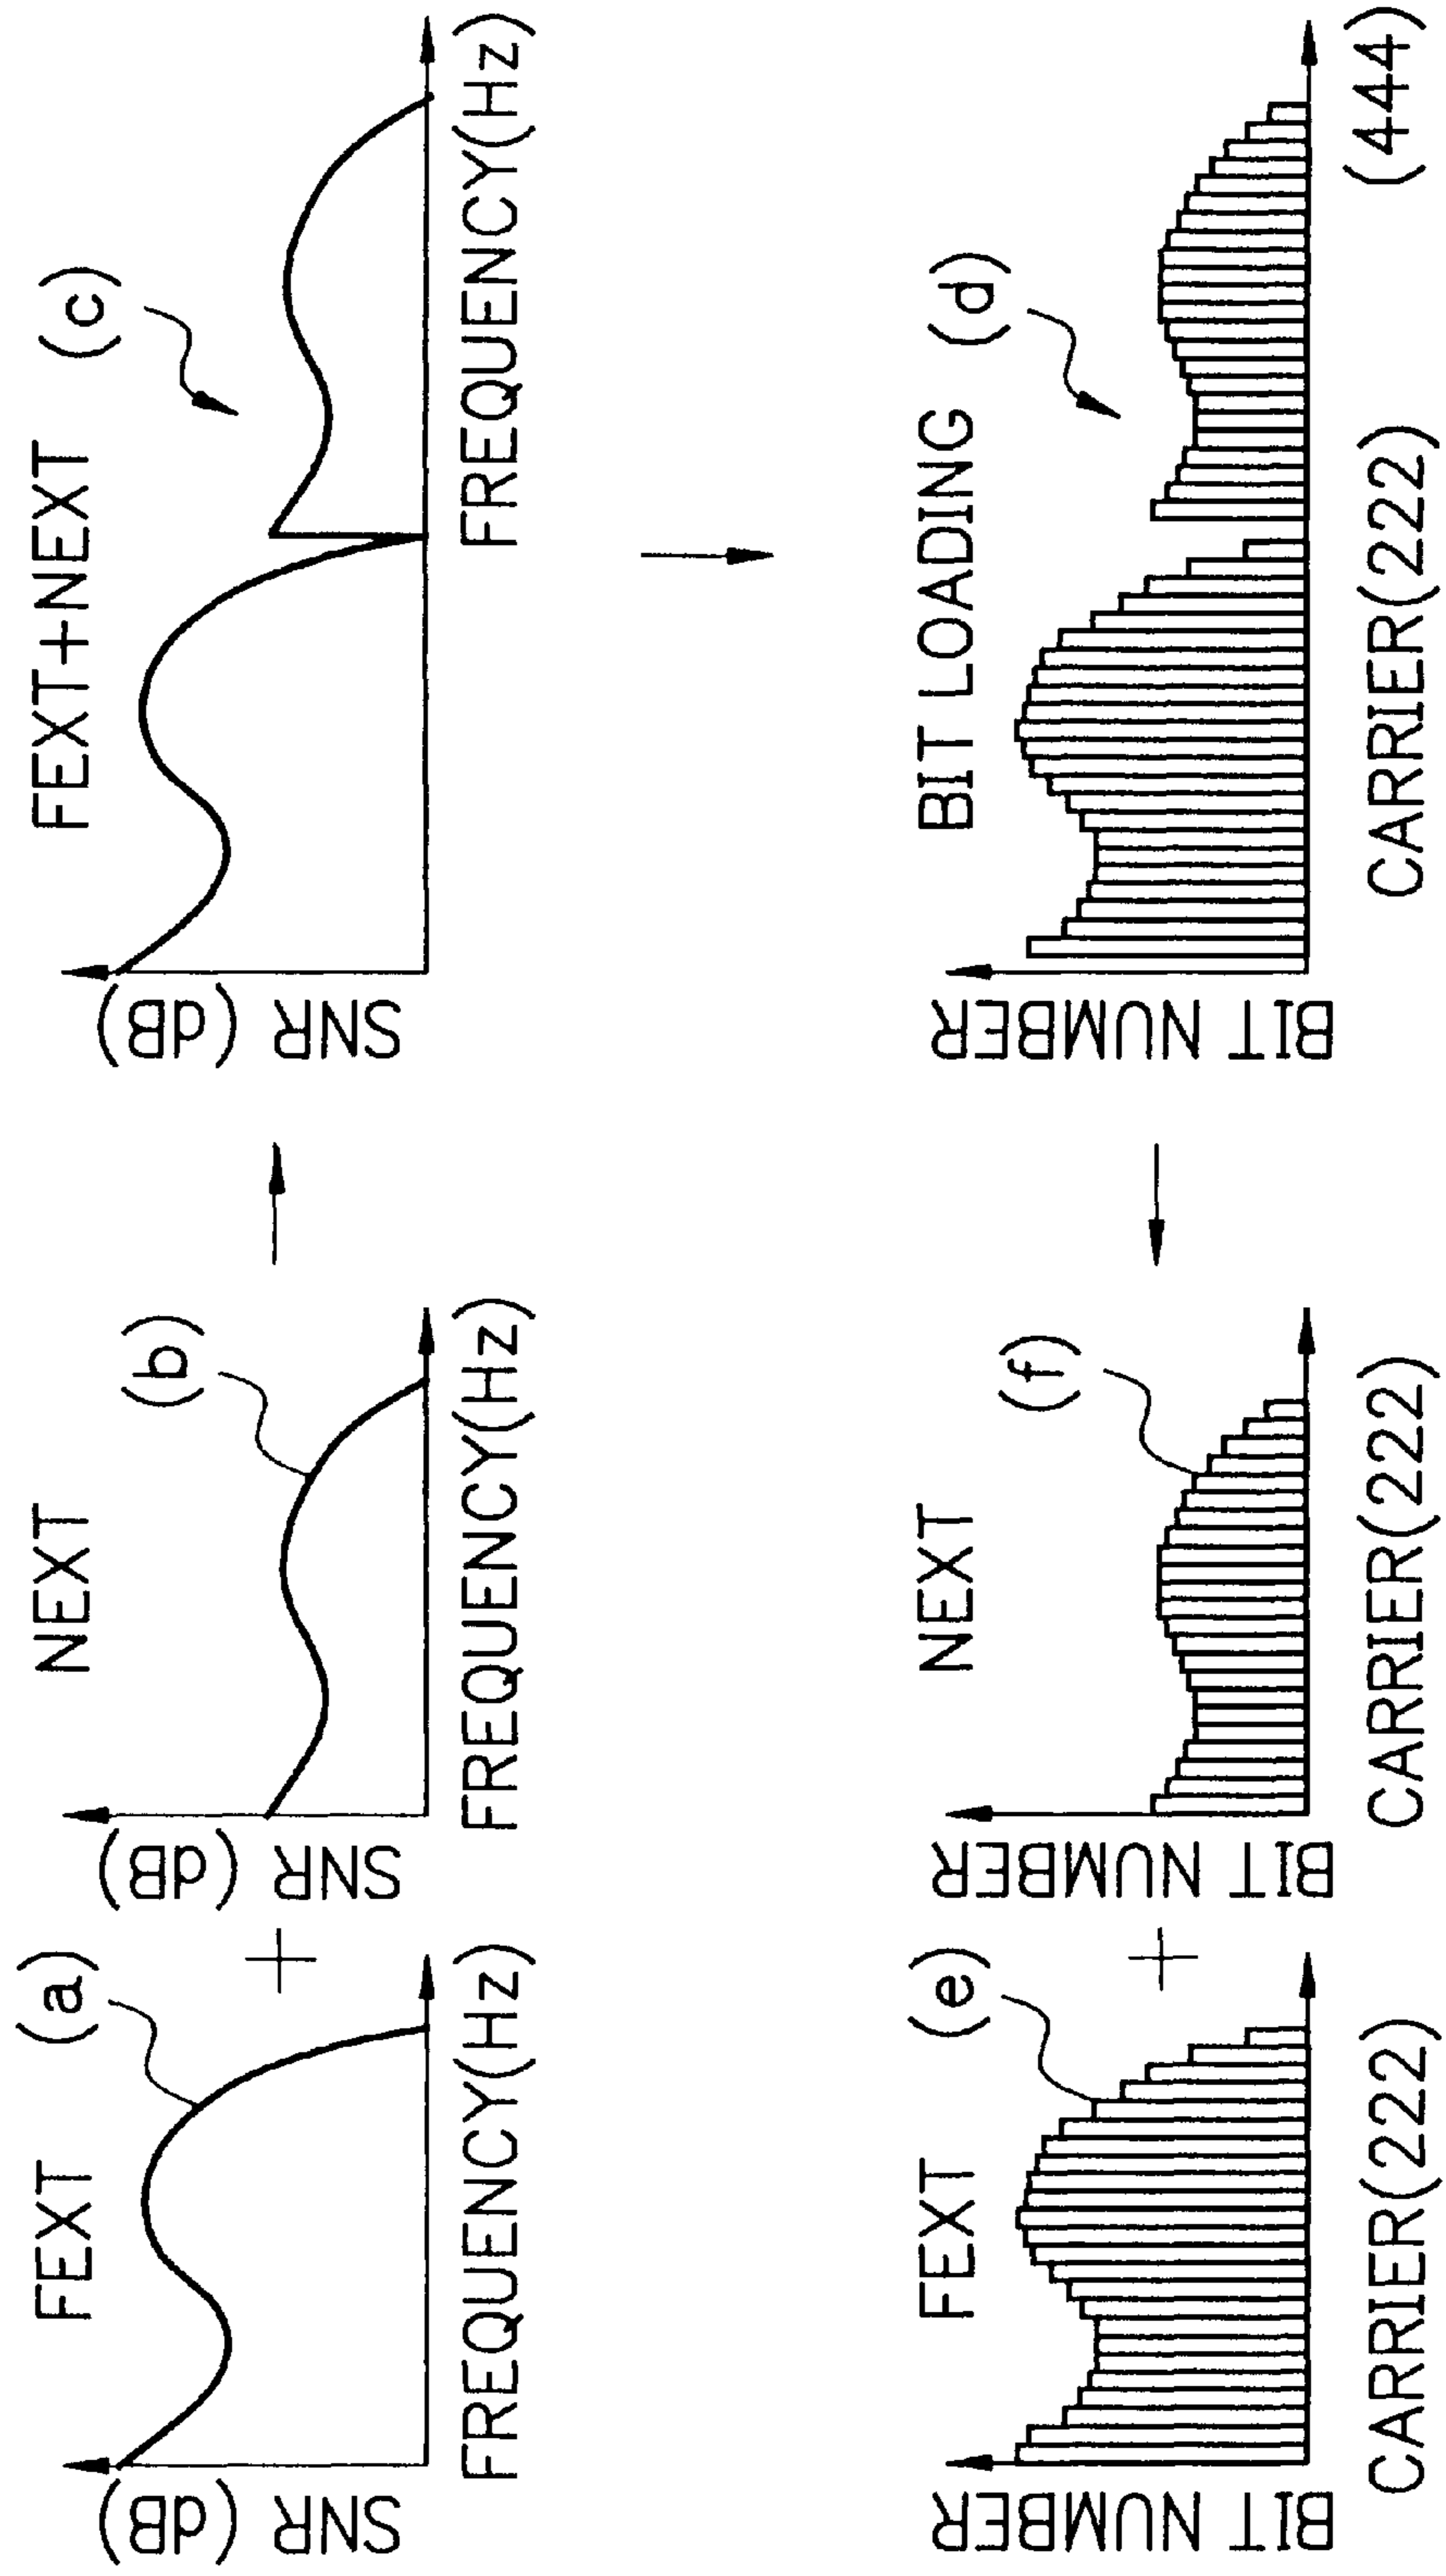 FEXT
(a)
SNR (dB)
FREQUENCY(Hz)
+
NEXT
(b)
SNR (dB)
FREQUENCY(Hz)
FEXT+NEXT
(c)
SNR (dB)
FREQUENCY(Hz)
FEXT
(e)
BIT NUMBER
CARRIER(222)
+
NEXT
(f)
BIT NUMBER
CARRIER(222)
BIT LOADING
(d)
BIT NUMBER
CARRIER(222)
(444)